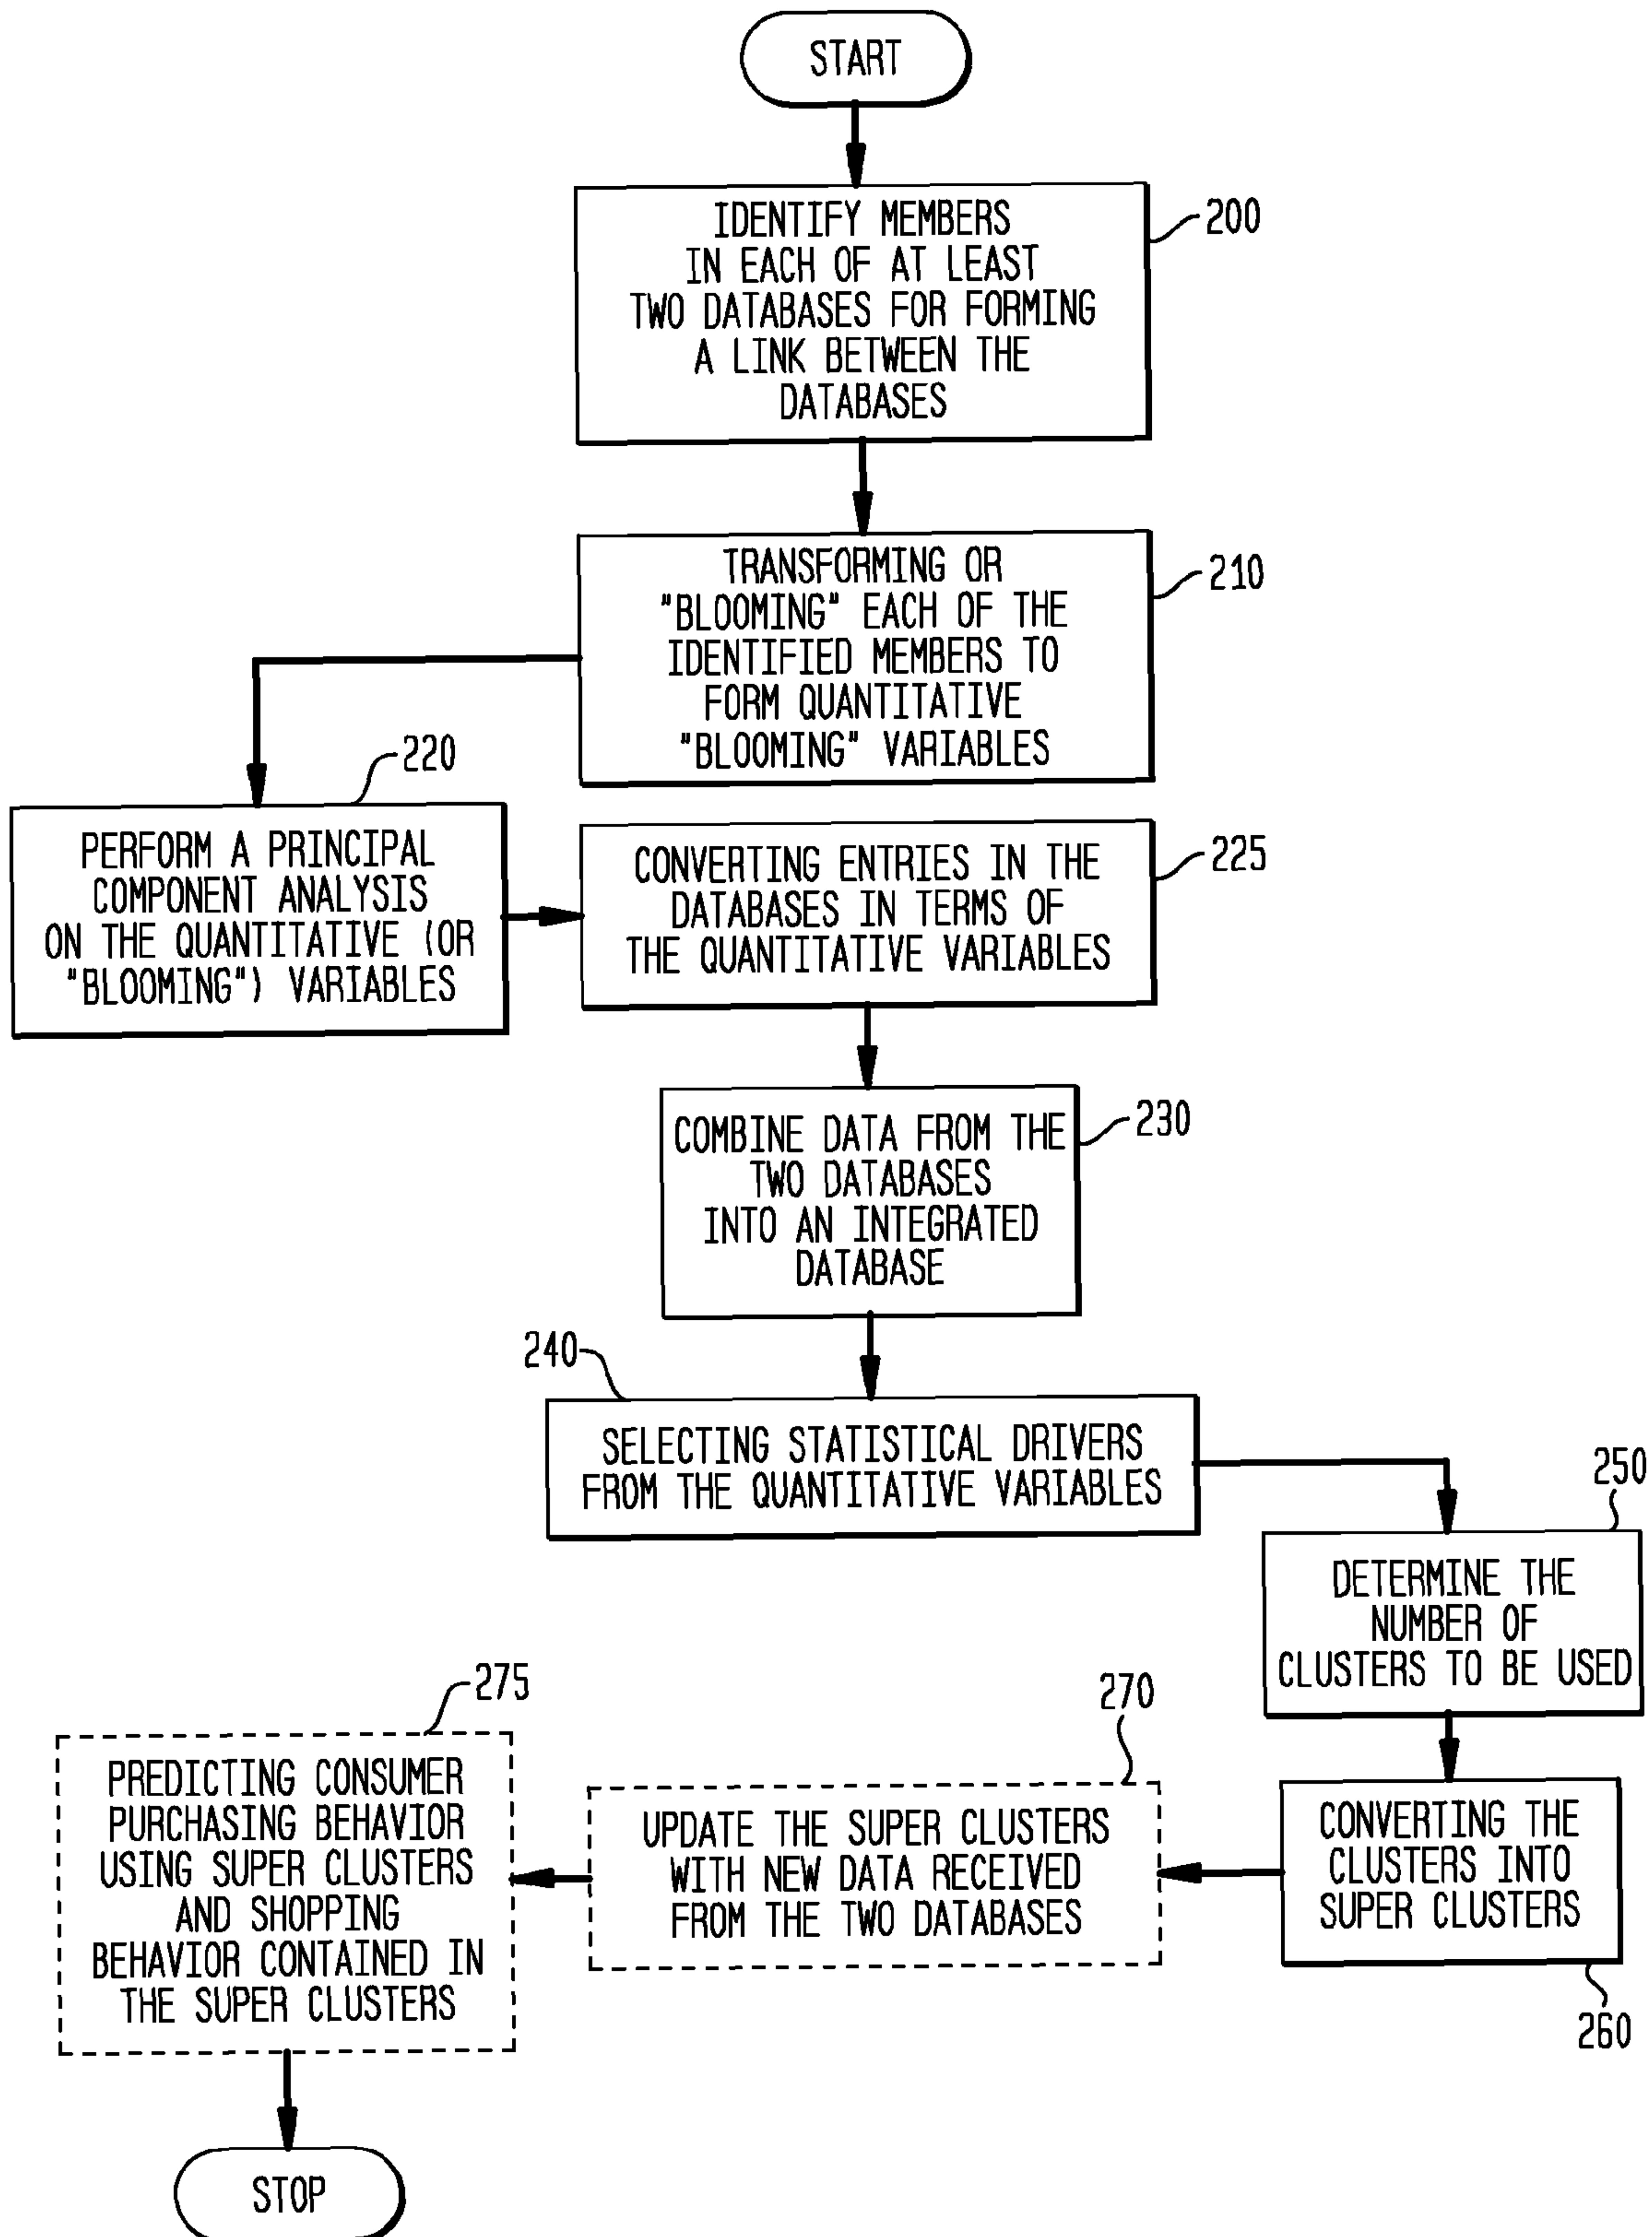 START
IDENTIFY MEMBERS
IN EACH OF AT LEAST
TWO DATABASES FOR FORMING
A LINK BETWEEN THE
DATABASES
200
TRANSFORMING OR
"BLOOMING" EACH OF THE
IDENTIFIED MEMBERS TO
FORM QUANTITATIVE
"BLOOMING" VARIABLES
210
220
PERFORM A PRINCIPAL
COMPONENT ANALYSIS
ON THE QUANTITATIVE (OR
"BLOOMING") VARIABLES
CONVERTING ENTRIES IN THE
DATABASES IN TERMS OF
THE QUANTITATIVE VARIABLES
225
COMBINE DATA FROM THE
TWO DATABASES
INTO AN INTEGRATED
DATABASE
230
240
SELECTING STATISTICAL DRIVERS
FROM THE QUANTITATIVE VARIABLES
250
DETERMINE THE
NUMBER OF
CLUSTERS TO BE USED
CONVERTING THE
CLUSTERS INTO
SUPER CLUSTERS
260
270
UPDATE THE SUPER CLUSTERS
WITH NEW DATA RECEIVED
FROM THE TWO DATABASES
275
PREDICTING CONSUMER
PURCHASING BEHAVIOR
USING SUPER CLUSTERS
AND SHOPPING
BEHAVIOR CONTAINED IN
THE SUPER CLUSTERS
STOP